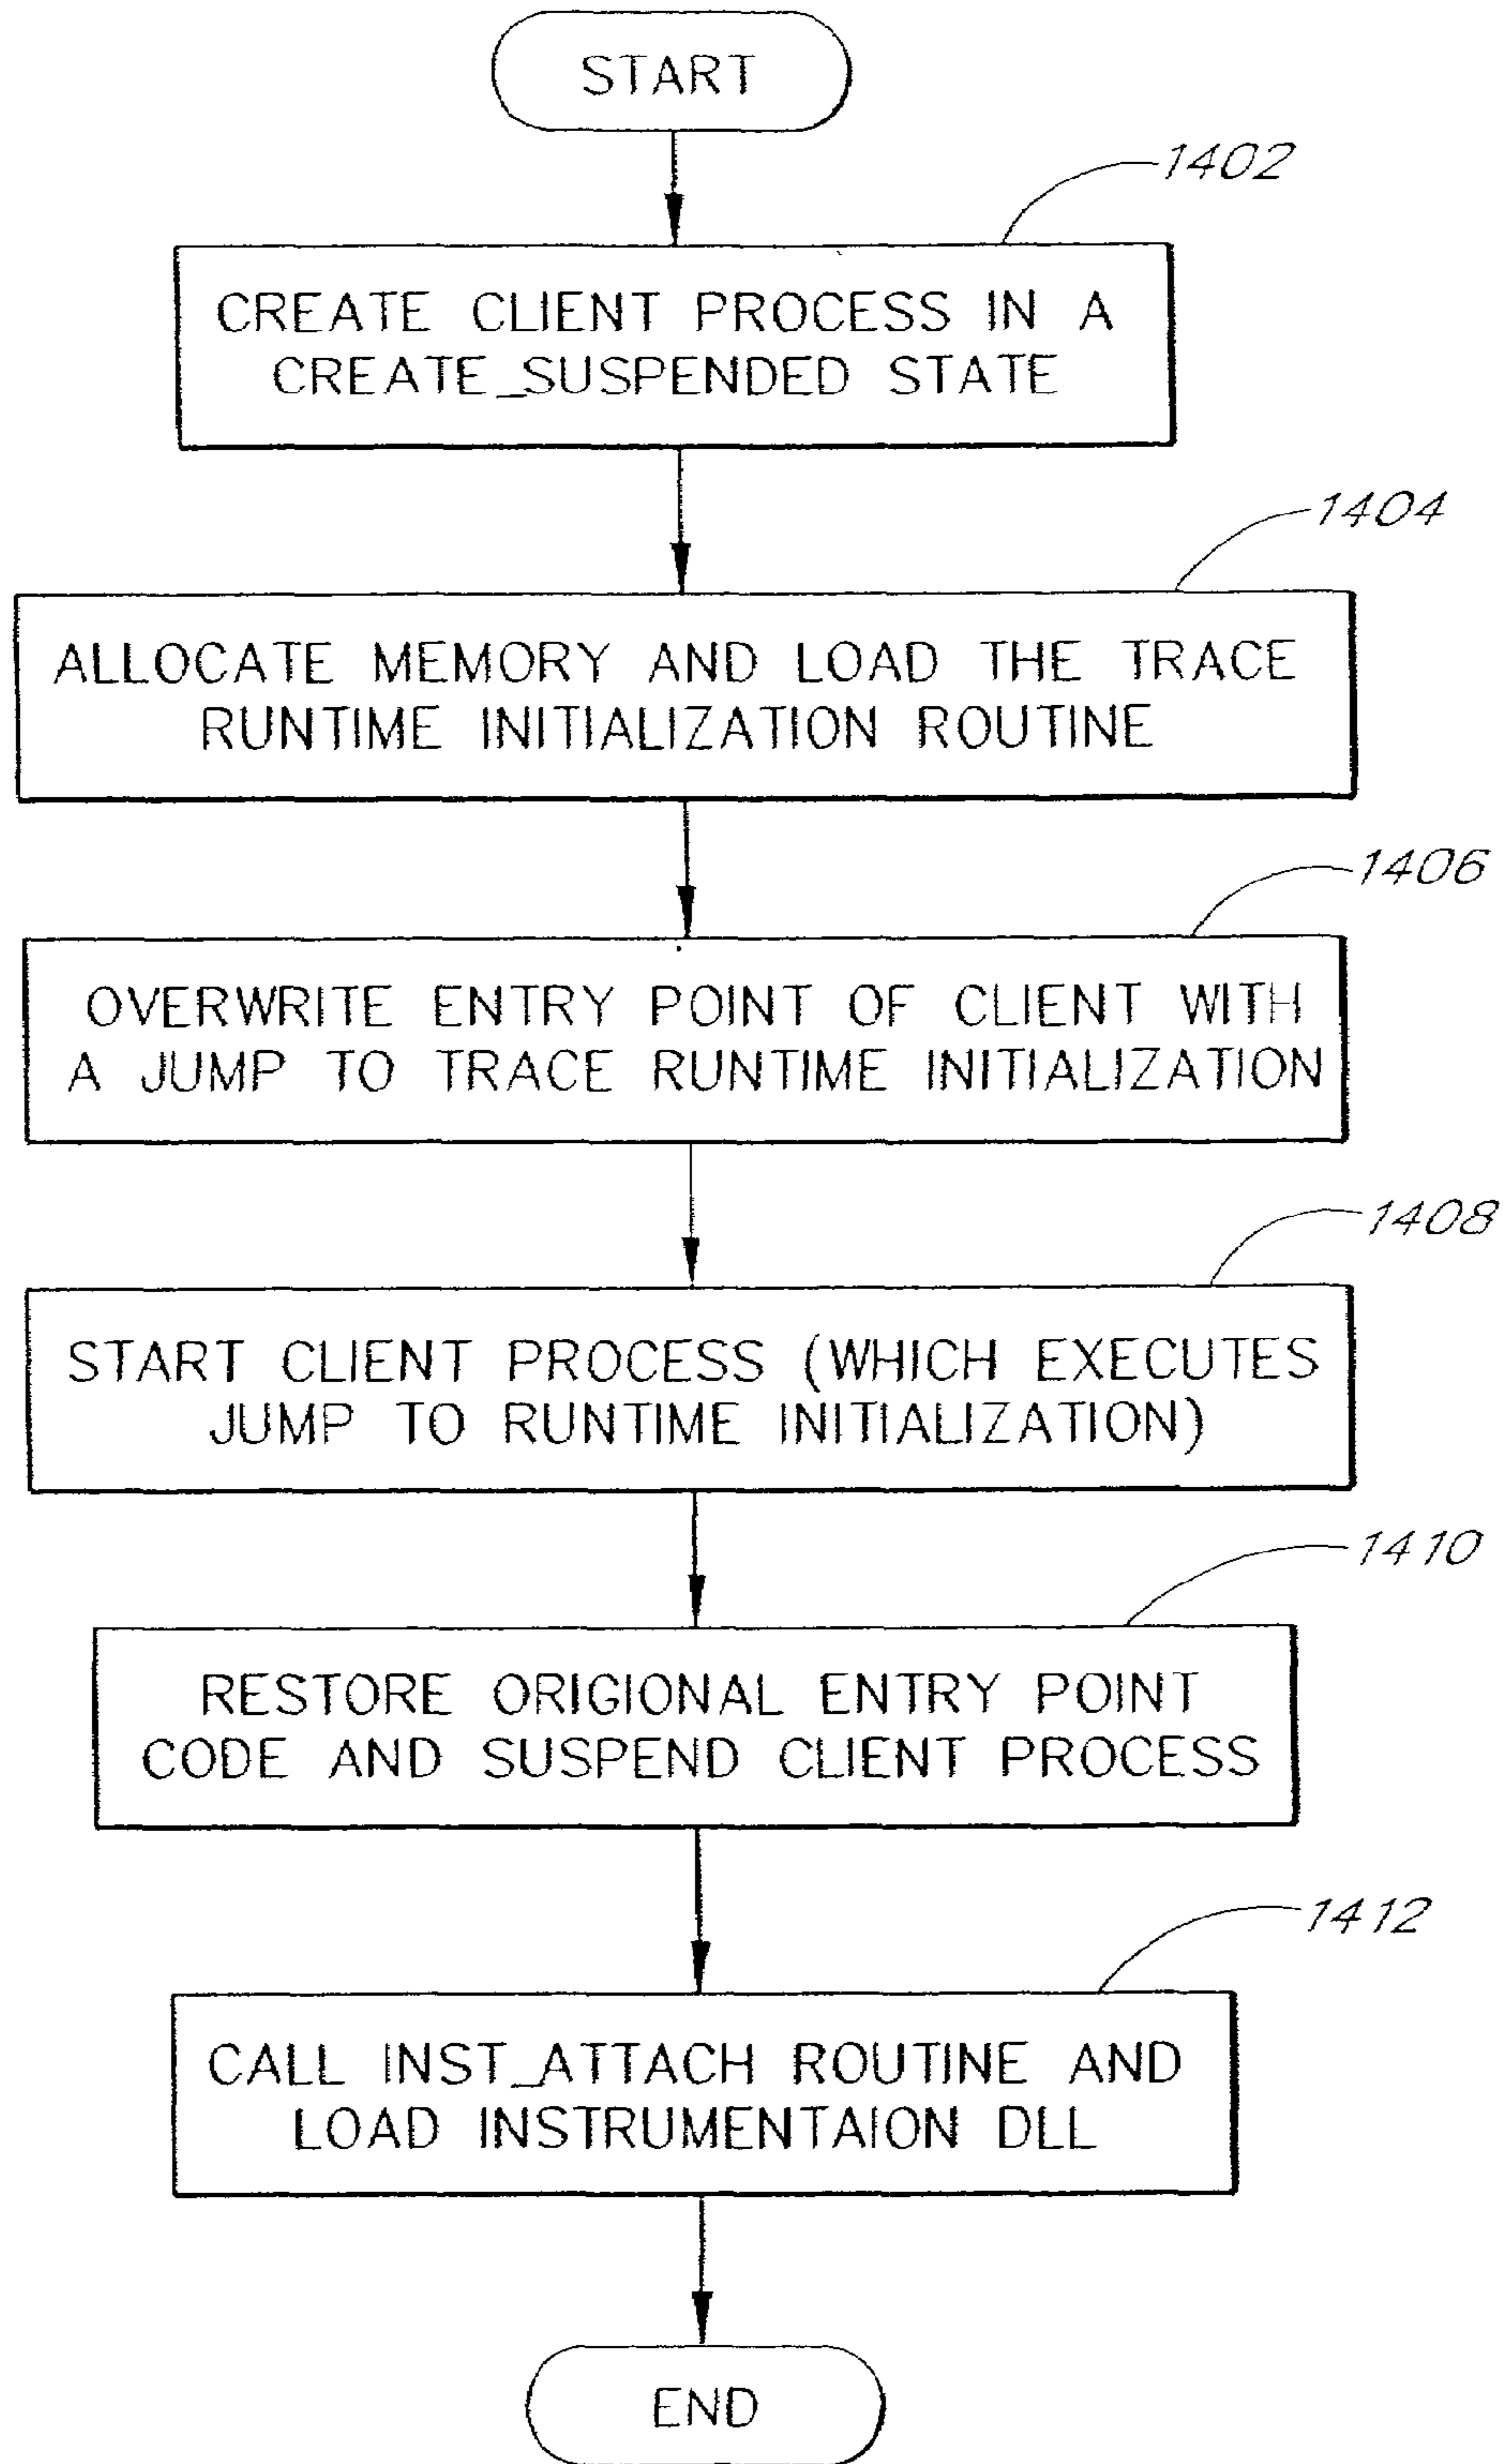 START
1402
CREATE CLIENT PROCESS IN A
CREATE_SUSPENDED STATE
1404
ALLOCATE MEMORY AND LOAD THE TRACE
RUNTIME INITIALIZATION ROUTINE
1406
OVERWRITE ENTRY POINT OF CLIENT WITH
A JUMP TO TRACE RUNTIME INITIALIZATION
1408
START CLIENT PROCESS (WHICH EXECUTES
JUMP TO RUNTIME INITIALIZATION)
1410
RESTORE ORIGIONAL ENTRY POINT
CODE AND SUSPEND CLIENT PROCESS
1412
CALL INST_ATTACH ROUTINE AND
LOAD INSTRUMENTAION DLL
END